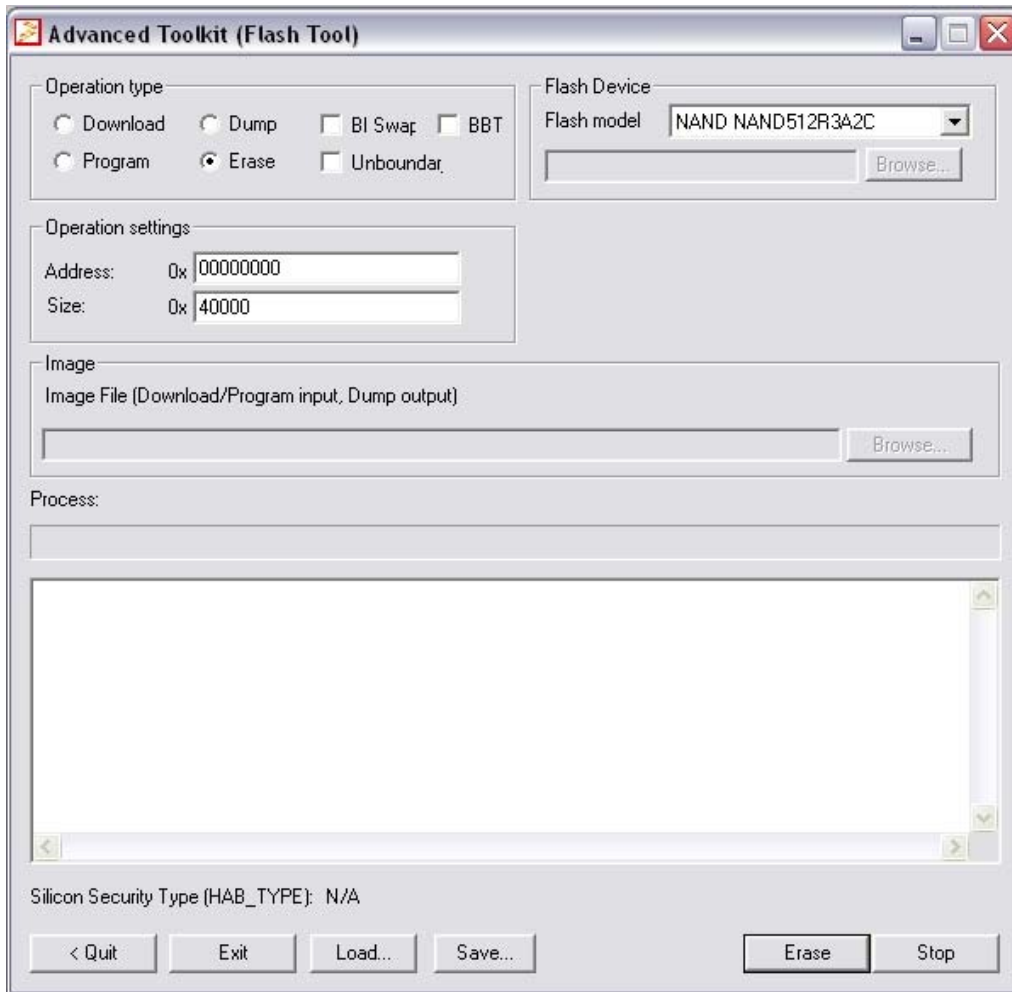 Advanced Toolkit (Flash Tool)
Operation type
Download Dump BI Swap BBT
Program Erase Unboundar
Flash Device
Flash model NAND NAND512R3A2C
Browse...
Operation settings
Address: 0x 00000000
Size: 0x 40000
Image
Image File (Download/Program input, Dump output)
Browse...
Process:
Silicon Security Type (HAB_TYPE): N/A
< Quit Exit Load... Save... Erase Stop